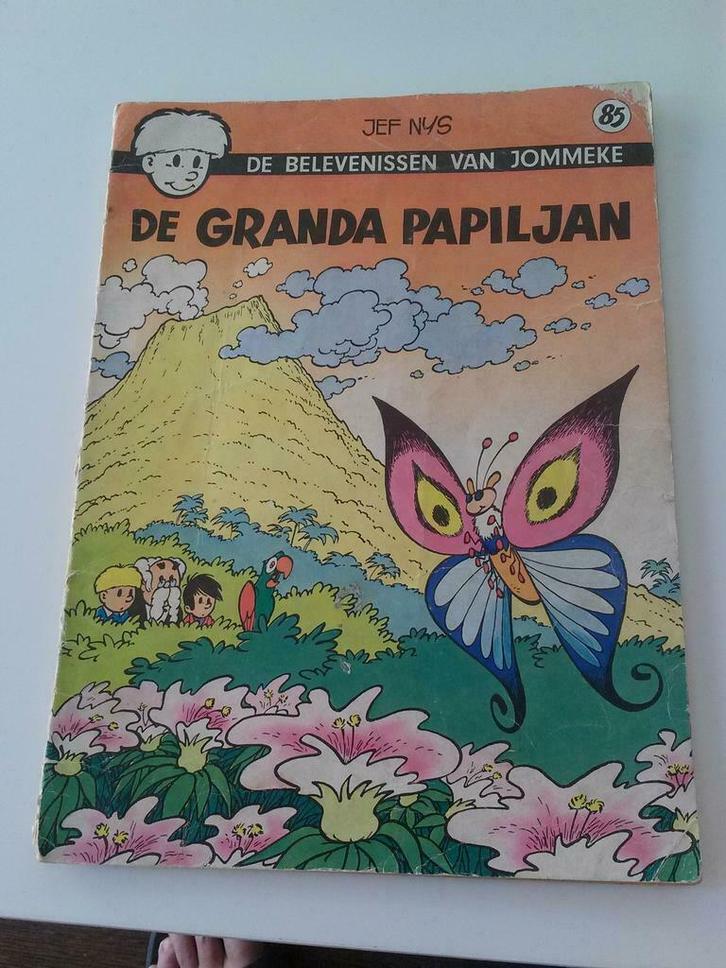 JEF NYS
85
DE BELEVENISSEN VAN JOMMEKE
DE GRANDA PAPILJAN